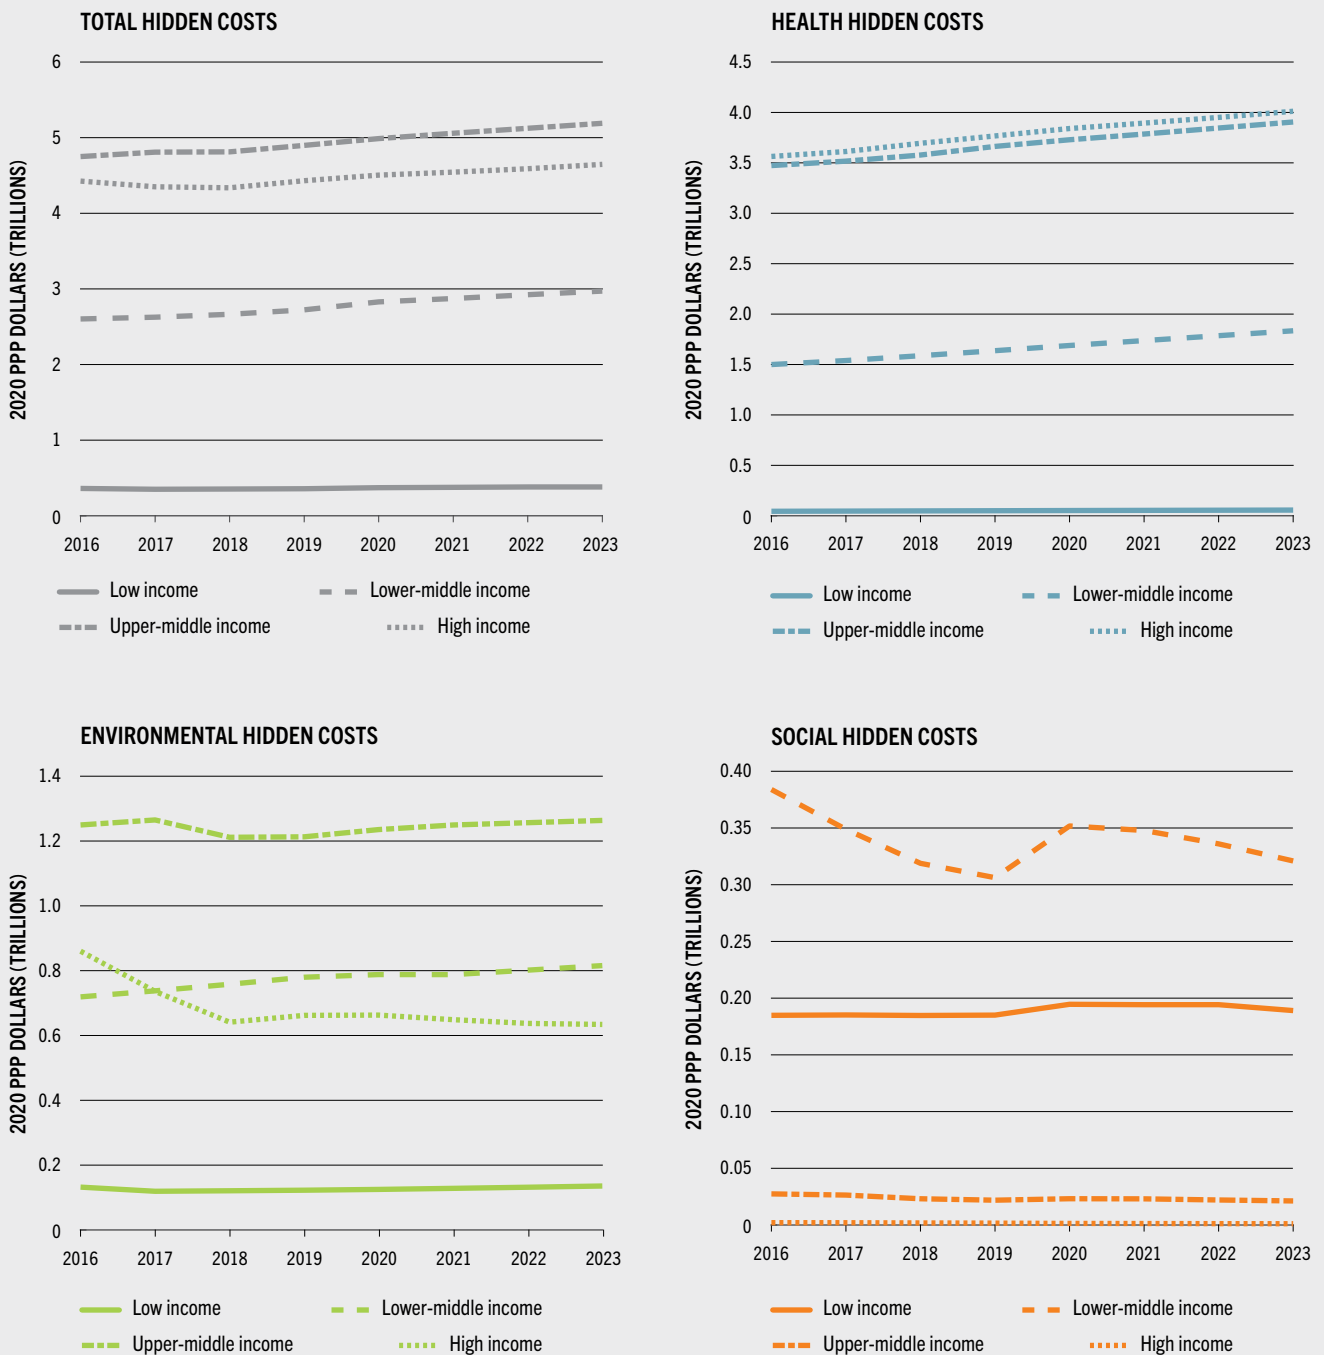 TOTAL HIDDEN COSTS
2020 PPP DOLLARS (TRILLIONS)
6
5
4
3
2
1
0
2016 2017 2018 2019 2020 2021 2022 2023
Low income Lower-middle income
Upper-middle income High income
HEALTH HIDDEN COSTS
2020 PPP DOLLARS (TRILLIONS)
4.5
4.0
3.5
3.0
2.5
2.0
1.5
1.0
0.5
0
2016 2017 2018 2019 2020 2021 2022 2023
Low income Lower-middle income
Upper-middle income High income
ENVIRONMENTAL HIDDEN COSTS
2020 PPP DOLLARS (TRILLIONS)
1.4
1.2
1.0
0.8
0.6
0.4
0.2
0
2016 2017 2018 2019 2020 2021 2022 2023
Low income Lower-middle income
Upper-middle income High income
SOCIAL HIDDEN COSTS
2020 PPP DOLLARS (TRILLIONS)
0.40
0.35
0.30
0.25
0.20
0.15
0.10
0.05
0
2016 2017 2018 2019 2020 2021 2022 2023
Low income Lower-middle income
Upper-middle income High income